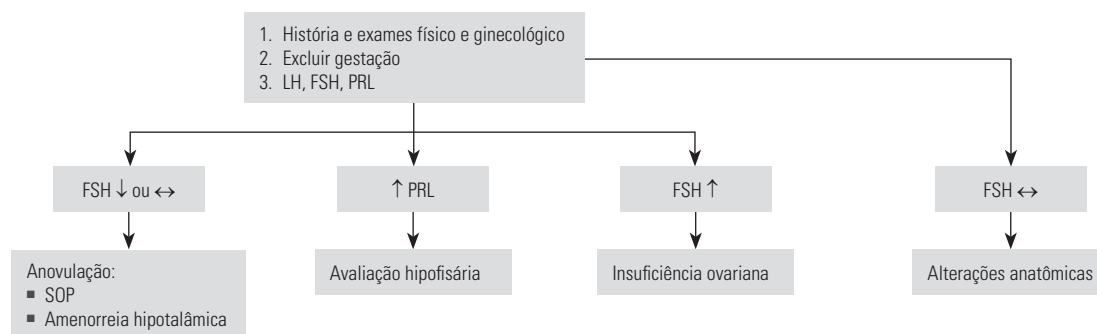 1. História e exames físico e ginecológico
2. Excluir gestação
3. LH, FSH, PRL
FSH ↓ ou ↔
↑ PRL
FSH ↑
FSH ↔
Anovulação:
▪ SOP
▪ Amenorreia hipotalâmica
Avaliação hipofisária
Insuficiência ovariana
Alterações anatômicas